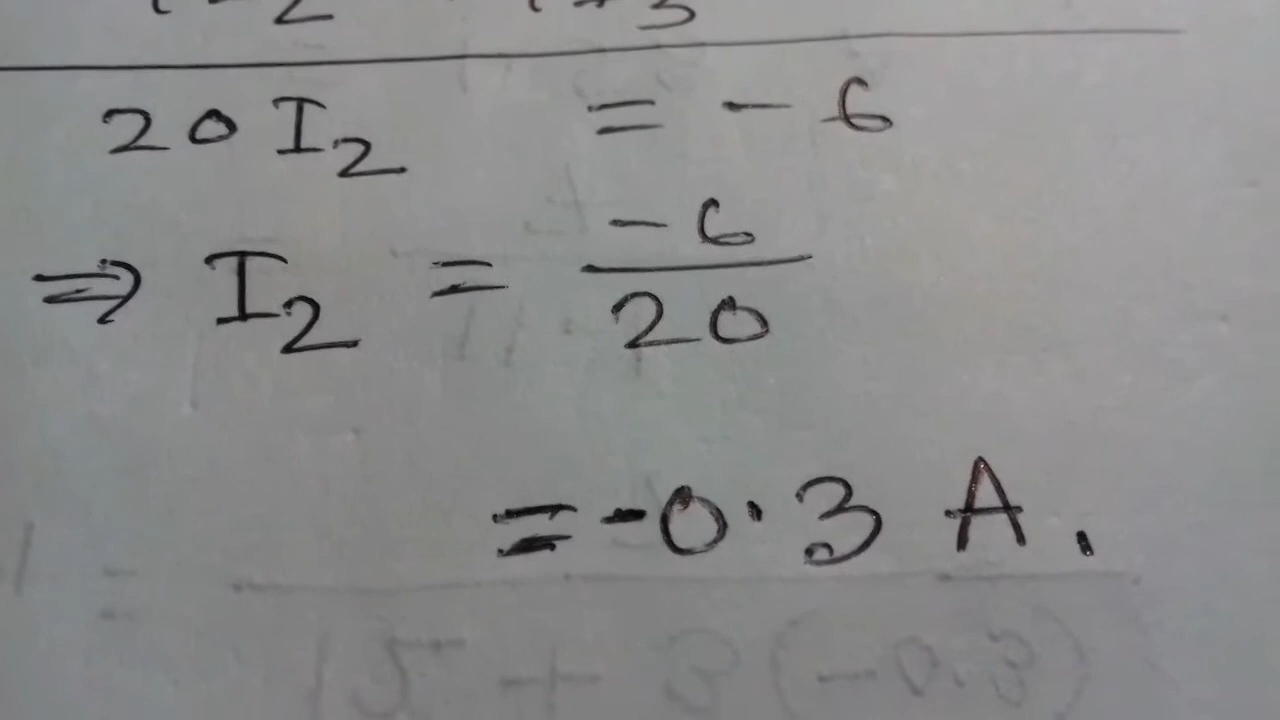 20 I₂ = - 6
⇒ I₂ = -6/20
= -0.3 A.